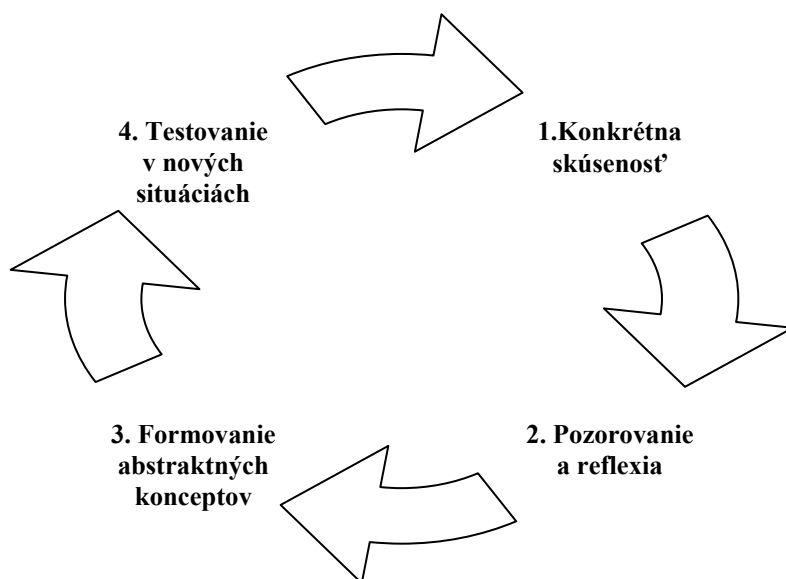 1.Konkrétna
skúsenosť
2. Pozorovanie
a reflexia
3. Formovanie
abstraktných
konceptov
4. Testovanie
v nových
situáciách